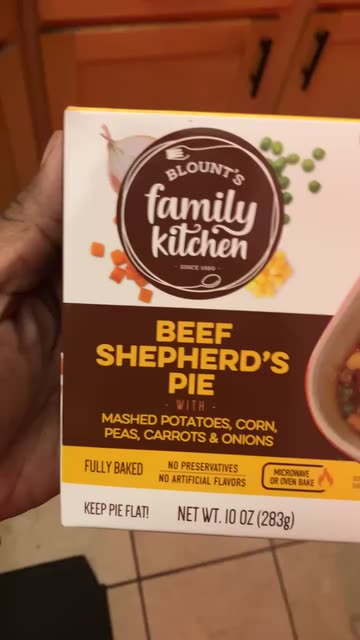 BLOUNT'S
family
kitchen
- SINCE 1880 -
BEEF
SHEPHERD'S
PIE
- WITH -
MASHED POTATOES, CORN,
PEAS, CARROTS & ONIONS
FULLY BAKED
NO PRESERVATIVES
NO ARTIFICIAL FLAVORS
MICROWAVE
OR OVEN BAKE
KEEP PIE FLAT!
NET WT. 10 OZ (283g)